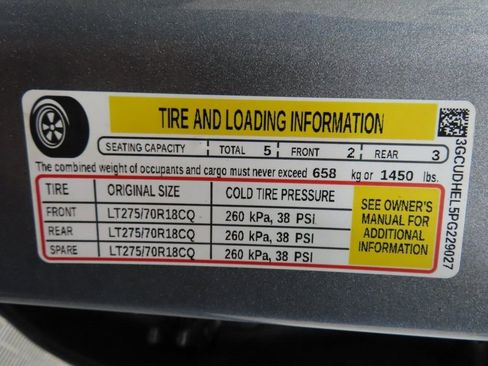 TIRE AND LOADING INFORMATION
SEATING CAPACITY | TOTAL 5 | FRONT 2 | REAR 3
The combined weight of occupants and cargo must never exceed 658 kg or 1450 lbs.
TIRE ORIGINAL SIZE COLD TIRE PRESSURE
FRONT LT275/70R18CQ 260 kPa, 38 PSI
REAR LT275/70R18CQ 260 kPa, 38 PSI
SPARE LT275/70R18CQ 260 kPa, 38 PSI
SEE OWNER'S
MANUAL FOR
ADDITIONAL
INFORMATION
3GCUDHEL5PG229027